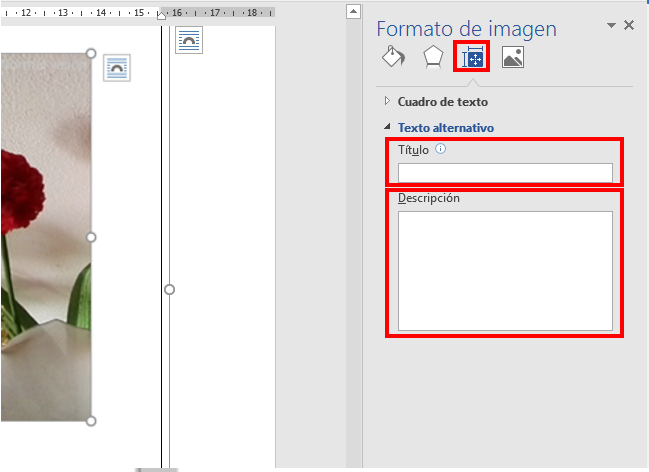 12 13 14 15 16 17 18
Formato de imagen
Cuadro de texto
Texto alternativo
Título
Descripción